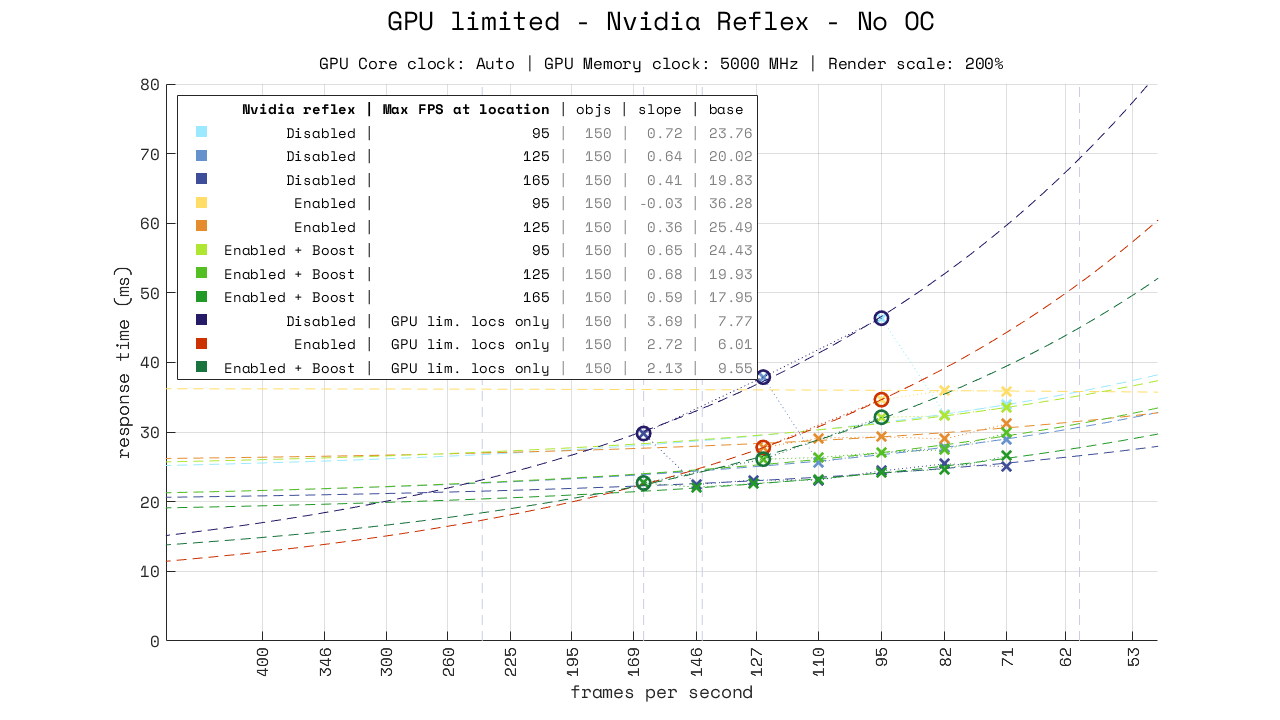 GPU limited - Nvidia Reflex - No OC
GPU Core clock: Auto | GPU Memory clock: 5000 MHz | Render scale: 200%
Nvidia reflex | Max FPS at location | objs | slope | base
Disabled | 95 | 150 | 0.72 | 23.76
Disabled | 125 | 150 | 0.64 | 20.02
Disabled | 165 | 150 | 0.41 | 19.83
Enabled | 95 | 150 | -0.03 | 36.28
Enabled | 125 | 150 | 0.36 | 25.49
Enabled + Boost | 95 | 150 | 0.65 | 24.43
Enabled + Boost | 125 | 150 | 0.68 | 19.93
Enabled + Boost | 165 | 150 | 0.59 | 17.95
Disabled | GPU lim. locs only | 150 | 3.69 | 7.77
Enabled | GPU lim. locs only | 150 | 2.72 | 6.01
Enabled + Boost | GPU lim. locs only | 150 | 2.13 | 9.55
response time (ms)
80
70
60
50
40
30
20
10
0
400 346 300 260 225 195 169 146 127 110 95 82 71 62 53
frames per second